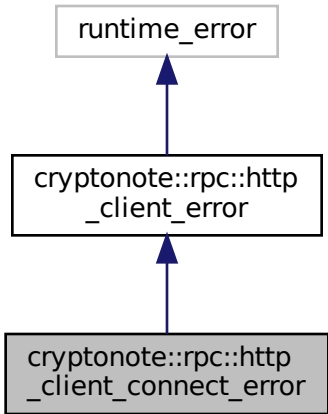 runtime_error
cryptonote::rpc::http
_client_error
cryptonote::rpc::http
_client_connect_error